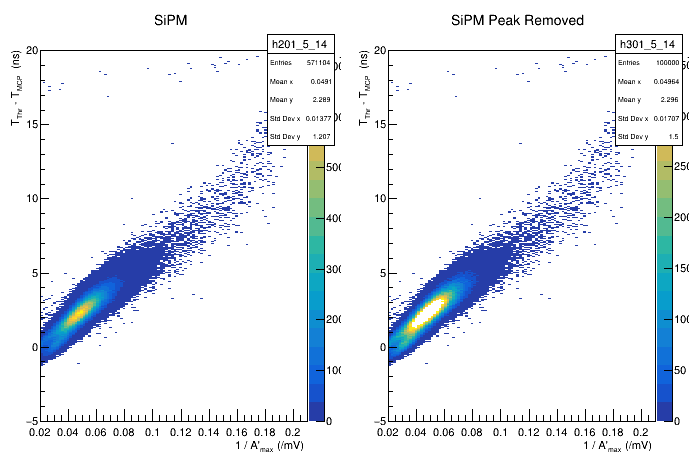 SiPM
h201_5_14
Entries 571104
Mean x 0.0491
Mean y 2.289
Std Dev x 0.01377
Std Dev y 1.207
T_Thr - T_MCP (ns)
20
15
10
5
0
−5
0.02 0.04 0.06 0.08 0.1 0.12 0.14 0.16 0.18 0.2
1 / A'_max (/mV)
400
300
200
100
0
SiPM Peak Removed
h301_5_14
Entries 100000
Mean x 0.04964
Mean y 2.296
Std Dev x 0.01707
Std Dev y 1.5
T_Thr - T_MCP (ns)
20
15
10
5
0
−5
0.02 0.04 0.06 0.08 0.1 0.12 0.14 0.16 0.18 0.2
1 / A'_max (/mV)
250
200
150
100
50
0